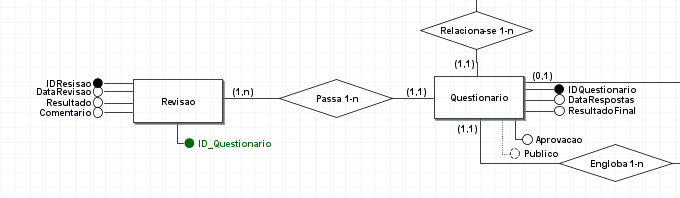 Relaciona-se 1-n
(1,1)
(0,1)
IDResisao
DataRevisao
Resultado
Comentario
Revisao
(1,n)
Passa 1-n
(1,1)
Questionario
IDQuestionario
DataRespostas
ResultadoFinal
(1,1)
ID_Questionario
Aprovacao
Publico
Engloba 1-n